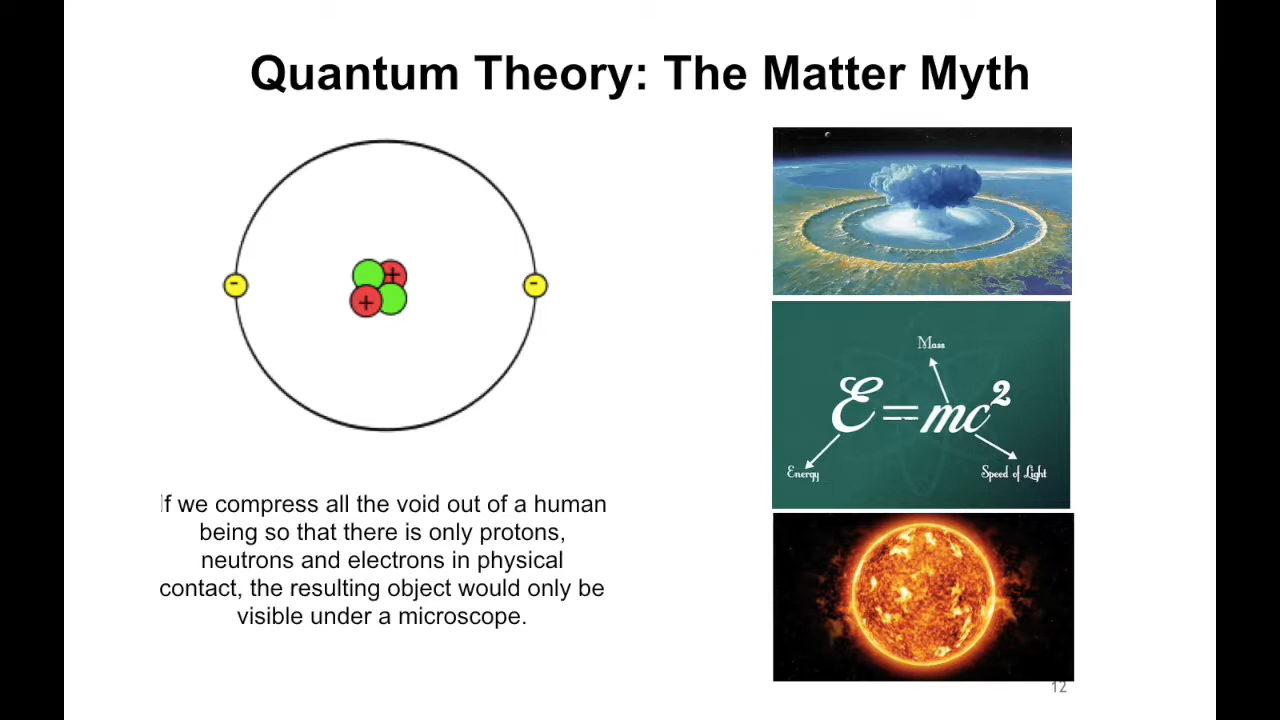 Quantum Theory: The Matter Myth
-
+
+
-
Mass
E=mc²
Energy
Speed of Light
If we compress all the void out of a human
being so that there is only protons,
neutrons and electrons in physical
contact, the resulting object would only be
visible under a microscope.
12